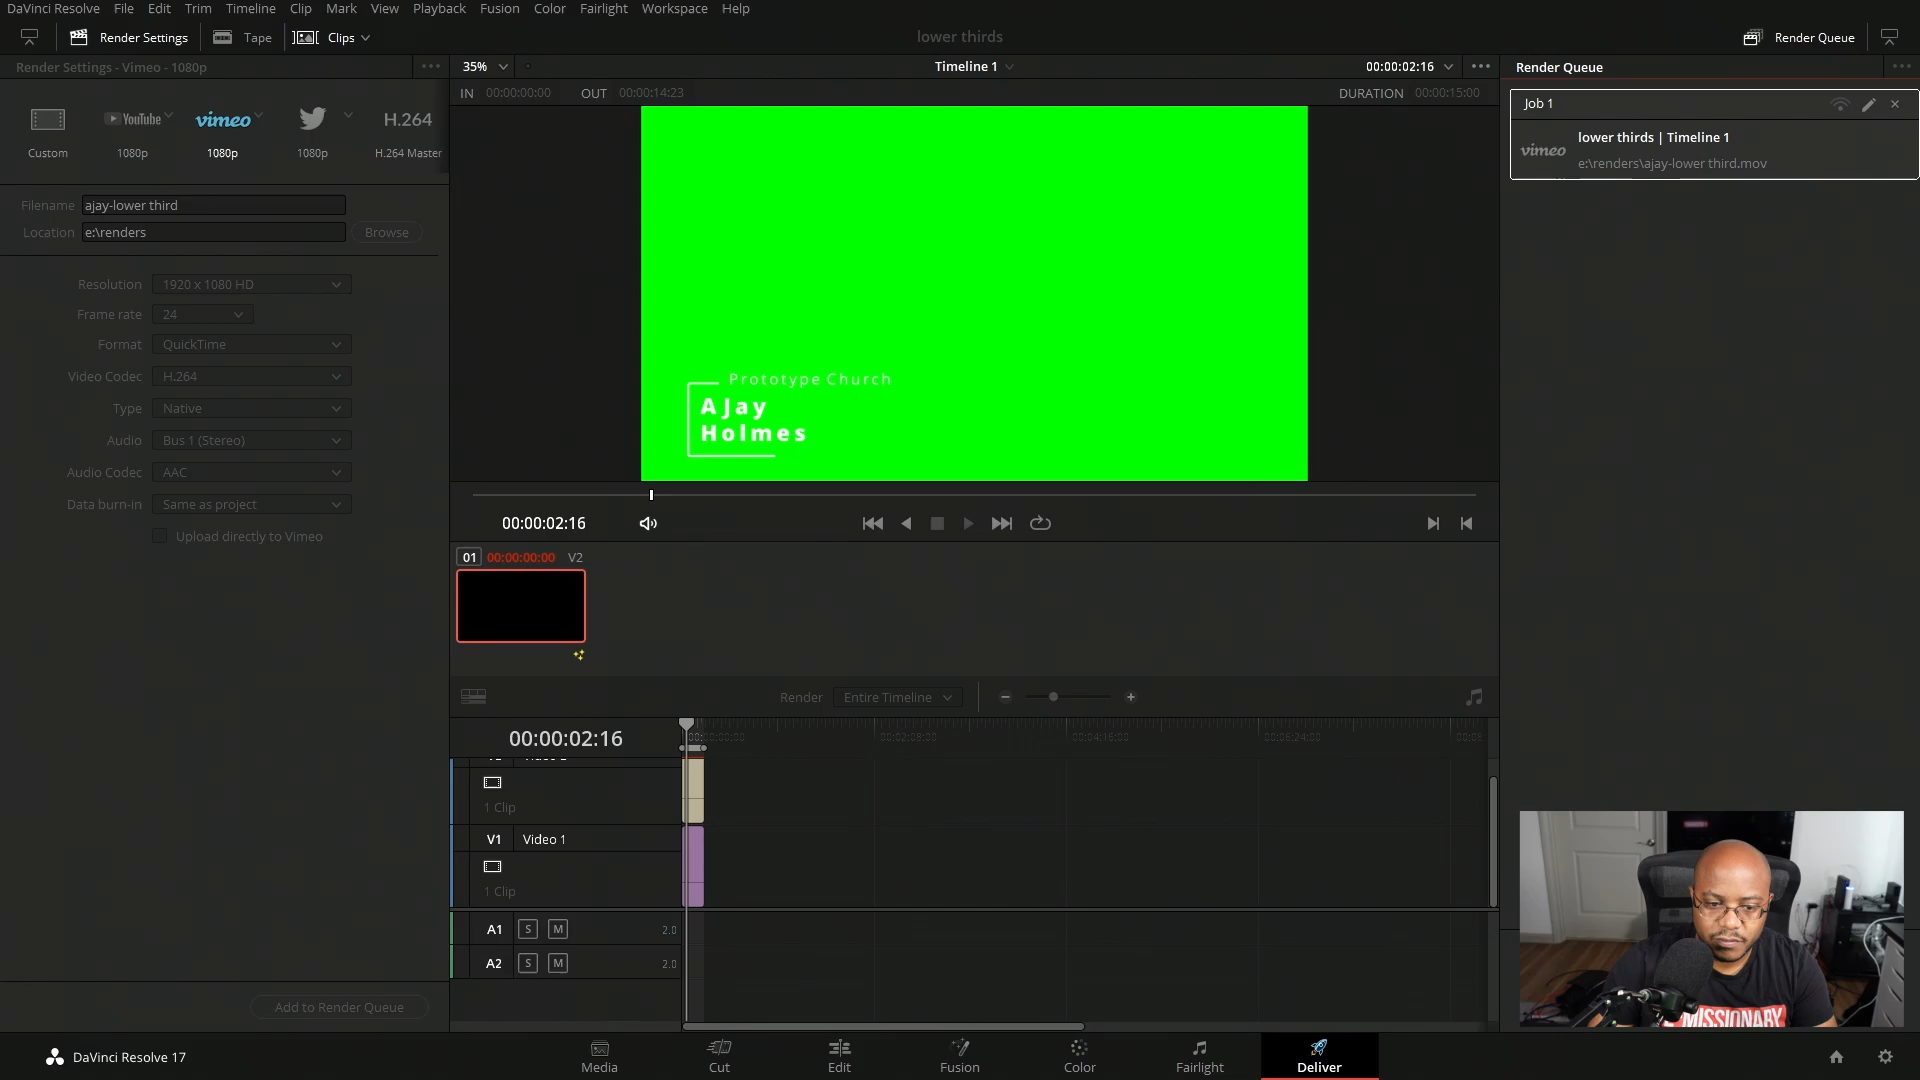 DaVinci Resolve File Edit Trim Timeline Clip Mark View Playback Fusion Color Fairlight Workspace Help
Render Settings Tape Clips lower thirds Render Queue
Render Settings - Vimeo - 1080p 35% Timeline 1 00:00:02:16 Render Queue
IN 00:00:00:00 OUT 00:00:14:23 DURATION 00:00:15:00
YouTube vimeo H.264
Custom 1080p 1080p 1080p H.264 Master
Job 1
lower thirds | Timeline 1
vimeo
e:\renders\ajay-lower third.mov
Filename ajay-lower third
Location e:\renders Browse
Resolution 1920 x 1080 HD
Frame rate 24
Format QuickTime
Video Codec H.264
Type Native
Audio Bus 1 (Stereo)
Audio Codec AAC
Data burn-in Same as project
Upload directly to Vimeo
Prototype Church
AJay
Holmes
00:00:02:16
01 00:00:00:00 V2
Render Entire Timeline
00:00:02:16
1 Clip
V1 Video 1
1 Clip
A1 S M 2.0
A2 S M 2.0
Add to Render Queue
MISSIONARY
DaVinci Resolve 17
Media Cut Edit Fusion Color Fairlight Deliver